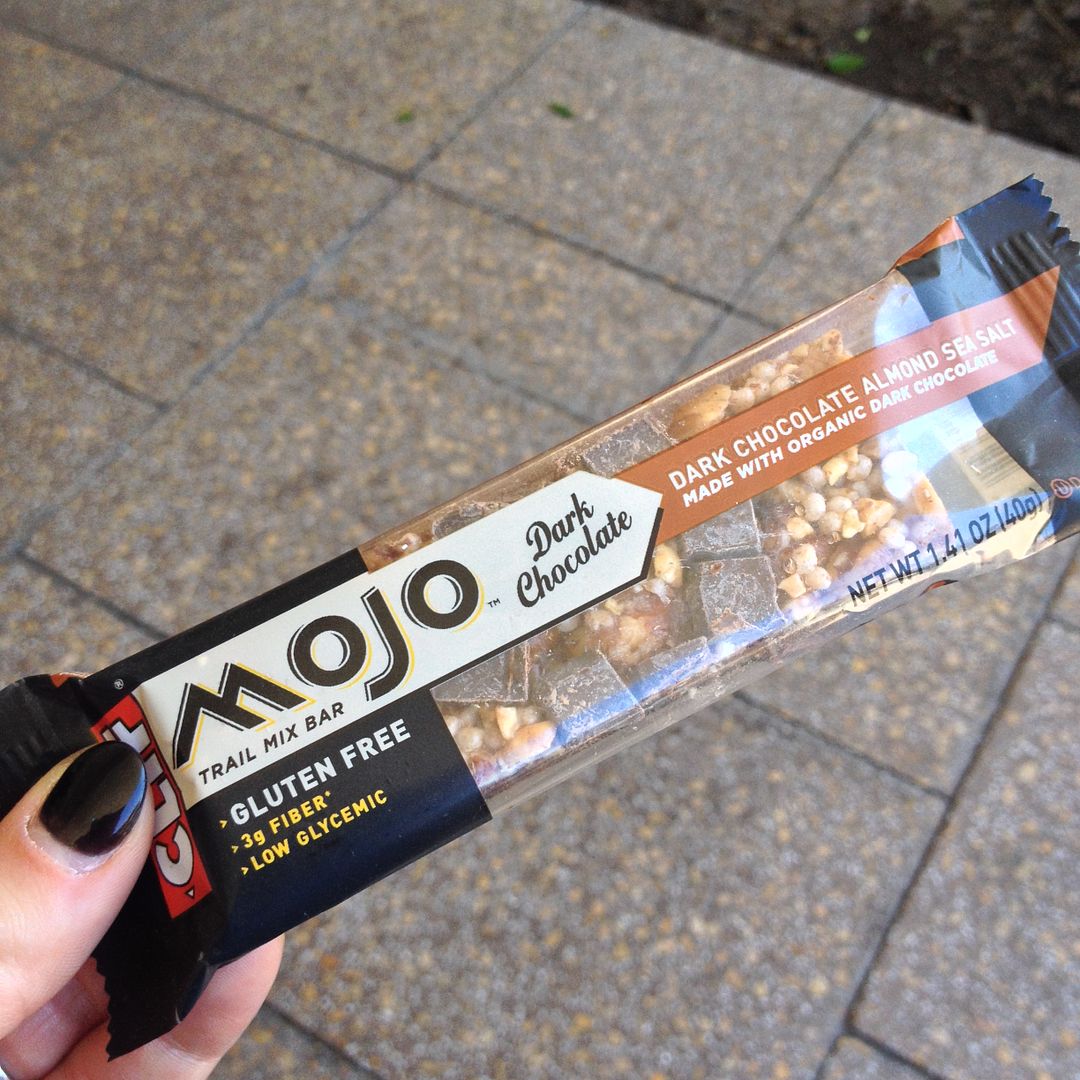 CLIF
®
MOJO™
TRAIL MIX BAR
Dark
Chocolate
GLUTEN FREE
3g FIBER*
LOW GLYCEMIC
DARK CHOCOLATE ALMOND SEA SALT
MADE WITH ORGANIC DARK CHOCOLATE
NET WT 1.41 OZ (40g)